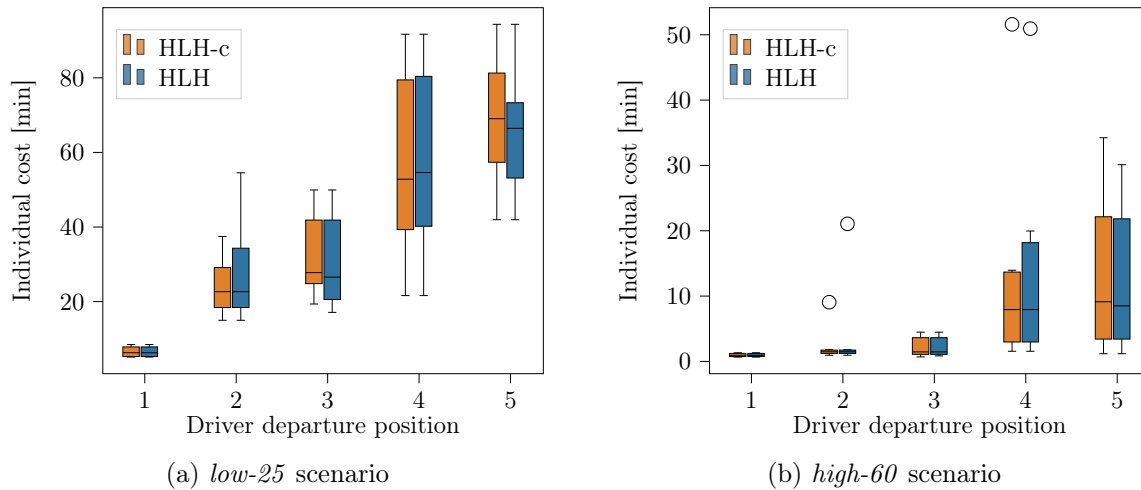 HLH-c
HLH
80
60
40
20
1 2 3 4 5
Individual cost [min]
Driver departure position
(a) low-25 scenario
HLH-c
HLH
50
40
30
20
10
0
1 2 3 4 5
Individual cost [min]
Driver departure position
(b) high-60 scenario